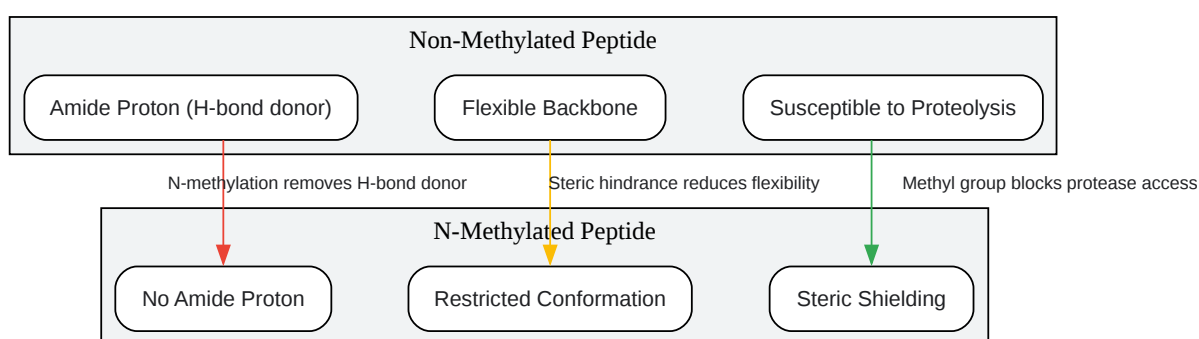 Non-Methylated Peptide
Amide Proton (H-bond donor)
Flexible Backbone
Susceptible to Proteolysis
N-methylation removes H-bond donor
Steric hindrance reduces flexibility
Methyl group blocks protease access
N-Methylated Peptide
No Amide Proton
Restricted Conformation
Steric Shielding